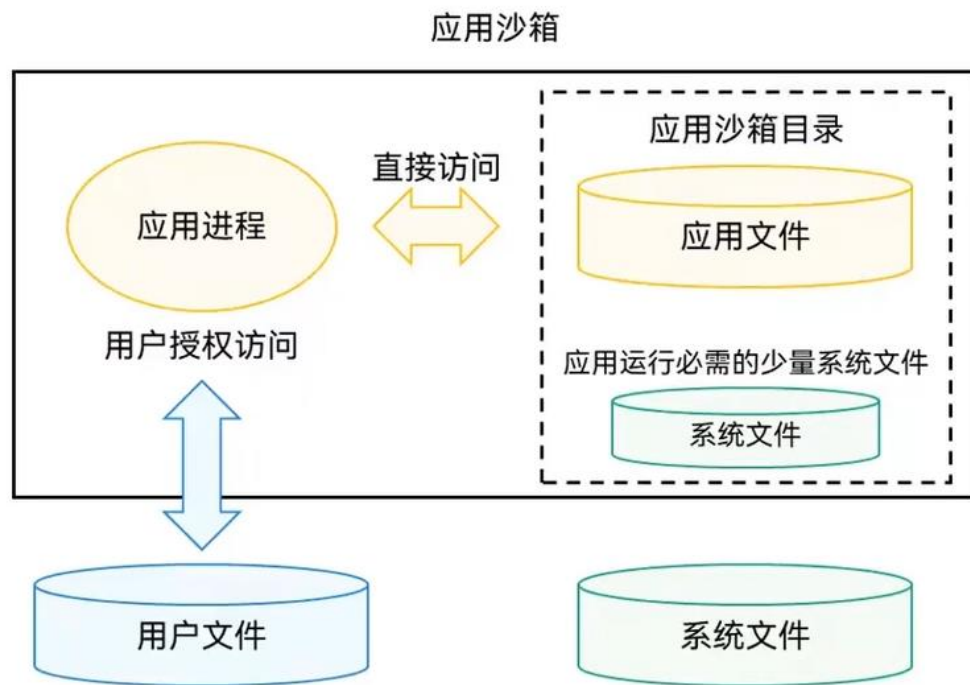 应用沙箱
应用沙箱目录
直接访问
应用进程
应用文件
用户授权访问
应用运行必需的少量系统文件
系统文件
用户文件
系统文件